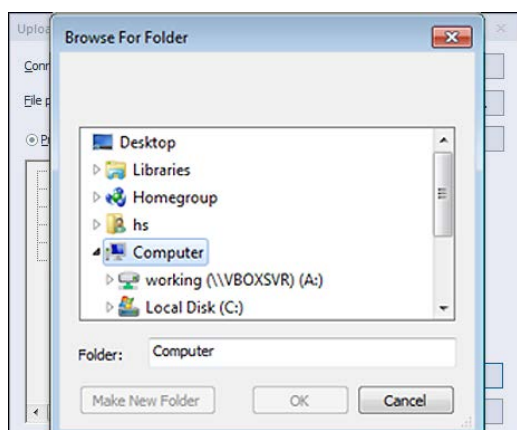 Browse For Folder
Desktop
Libraries
Homegroup
hs
Computer
working (\\VBOXSVR) (A:)
Local Disk (C:)
Folder: Computer
Make New Folder OK Cancel